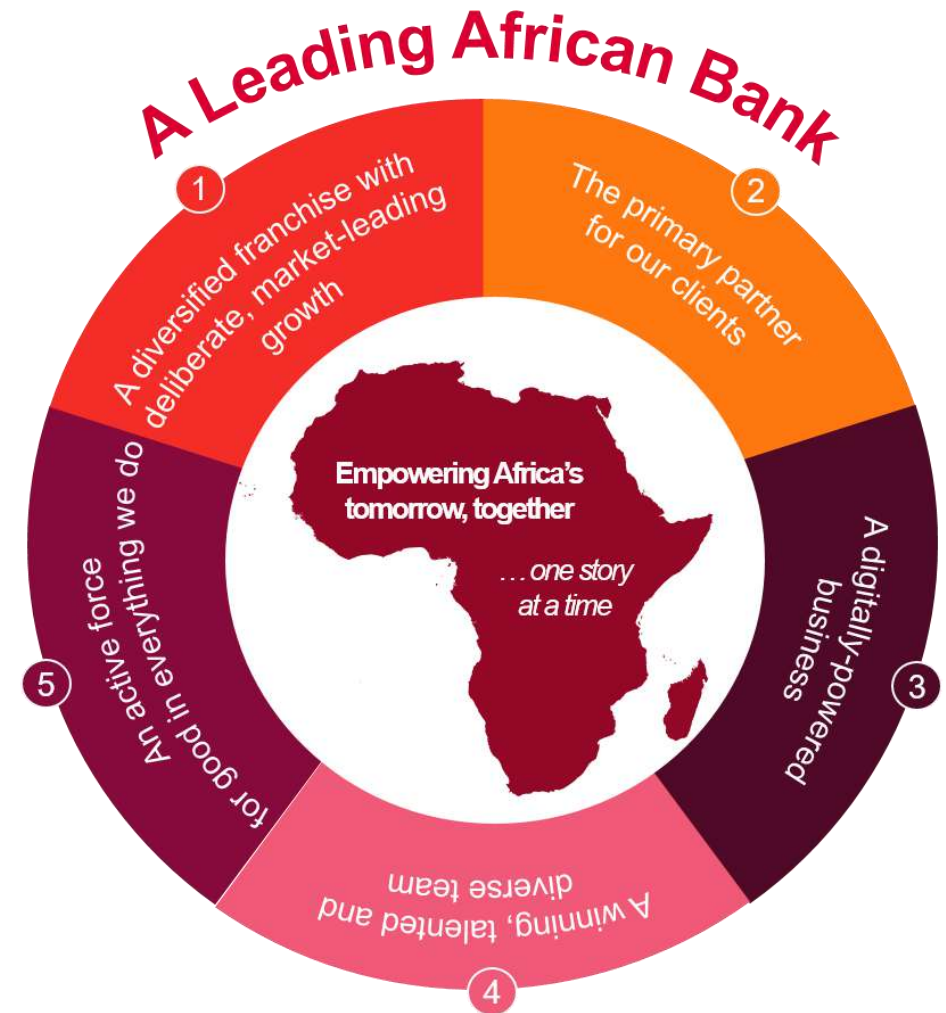 A Leading African Bank
1
A diversified franchise with
deliberate, market-leading
growth
2
The primary partner
for our clients
3
A digitally-powered
business
4
A winning, talented and
diverse team
5
An active force
for good in everything we do
Empowering Africa's
tomorrow, together
...one story
at a time